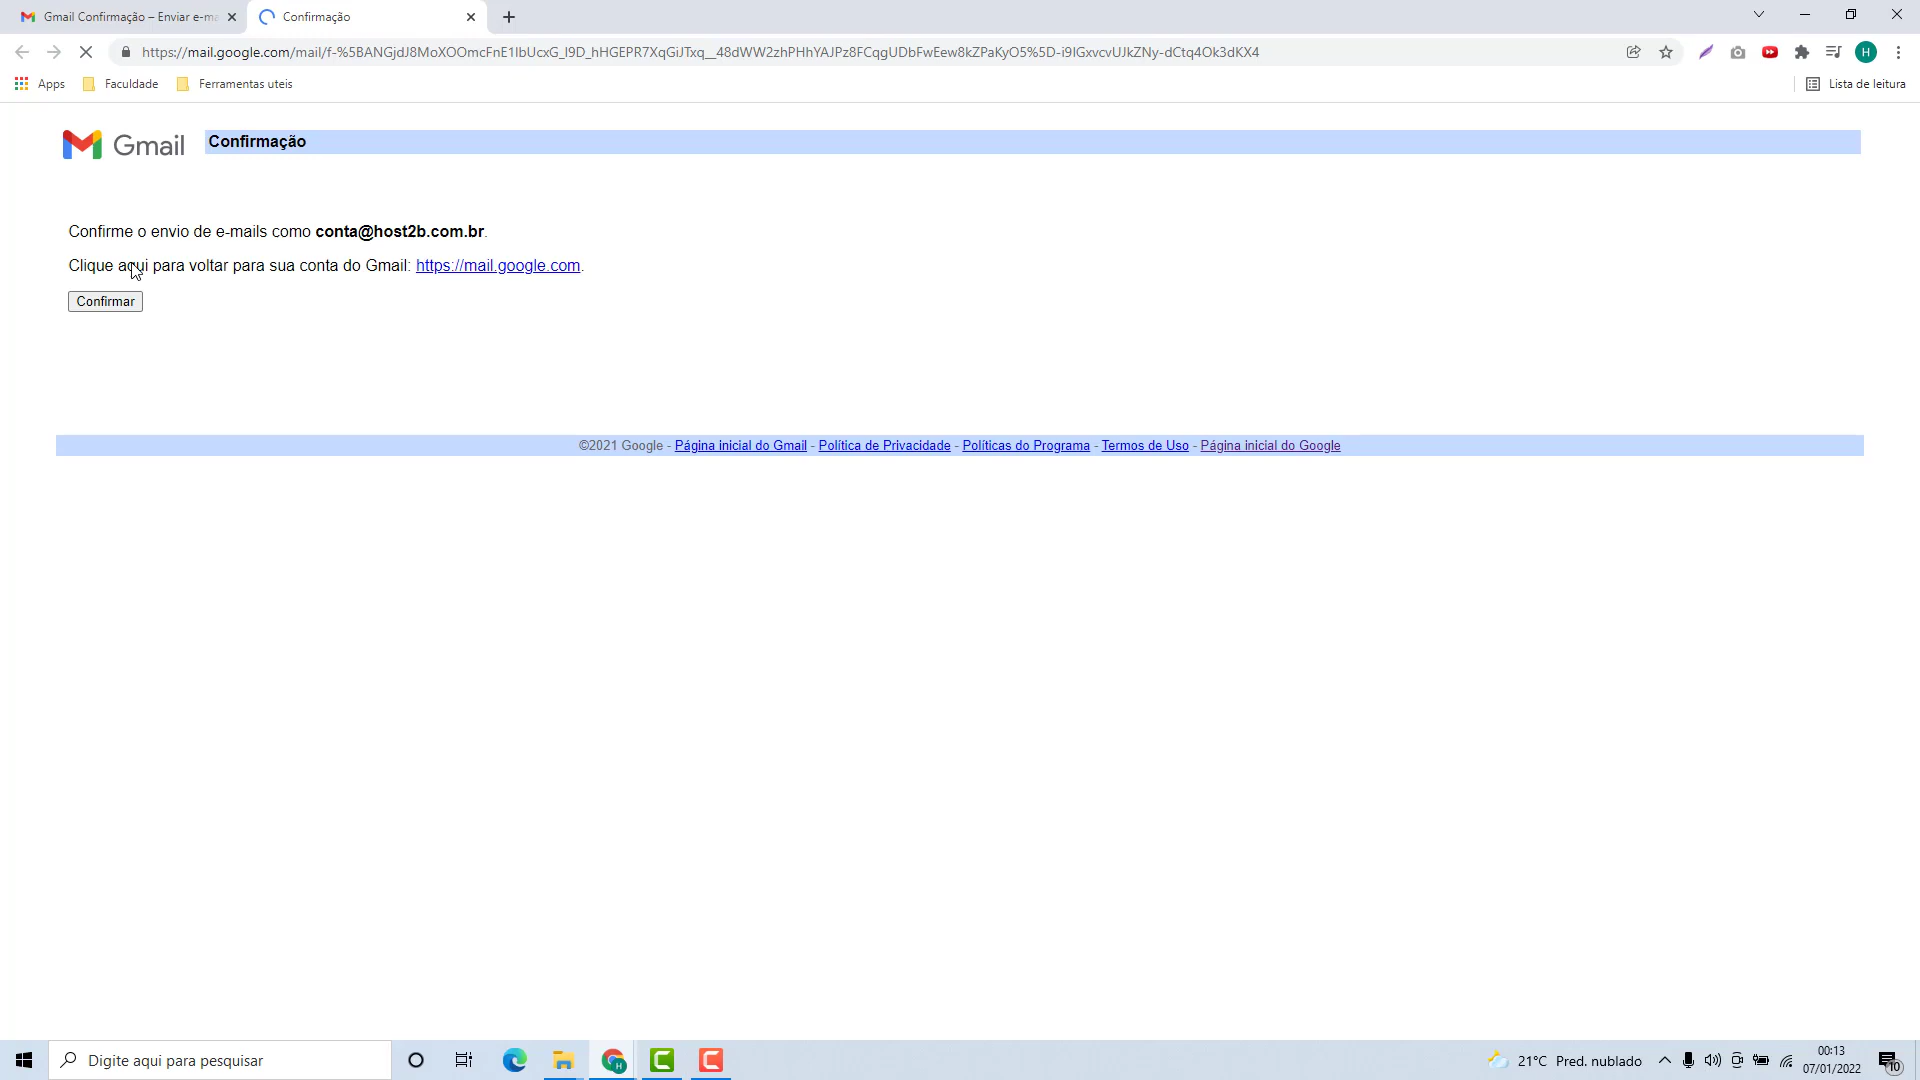 Gmail Confirmação – Enviar e-ma
Confirmação
https://mail.google.com/mail/f-%5BANGjdJ8MoXOOmcFnE1lbUcxG_I9D_hHGEPR7XqGiJTxq__48dWW2zhPHhYAJPz8FCqgUDbFwEew8kZPaKyO5%5D-i9IGxvcvUJkZNy-dCtq4Ok3dKX4
H
Apps
Faculdade
Ferramentas uteis
Lista de leitura
Gmail
Confirmação
Confirme o envio de e-mails como conta@host2b.com.br.
Clique aqui para voltar para sua conta do Gmail: https://mail.google.com.
Confirmar
©2021 Google - Página inicial do Gmail - Política de Privacidade - Políticas do Programa - Termos de Uso - Página inicial do Google
Digite aqui para pesquisar
21°C Pred. nublado
00:13
07/01/2022
10